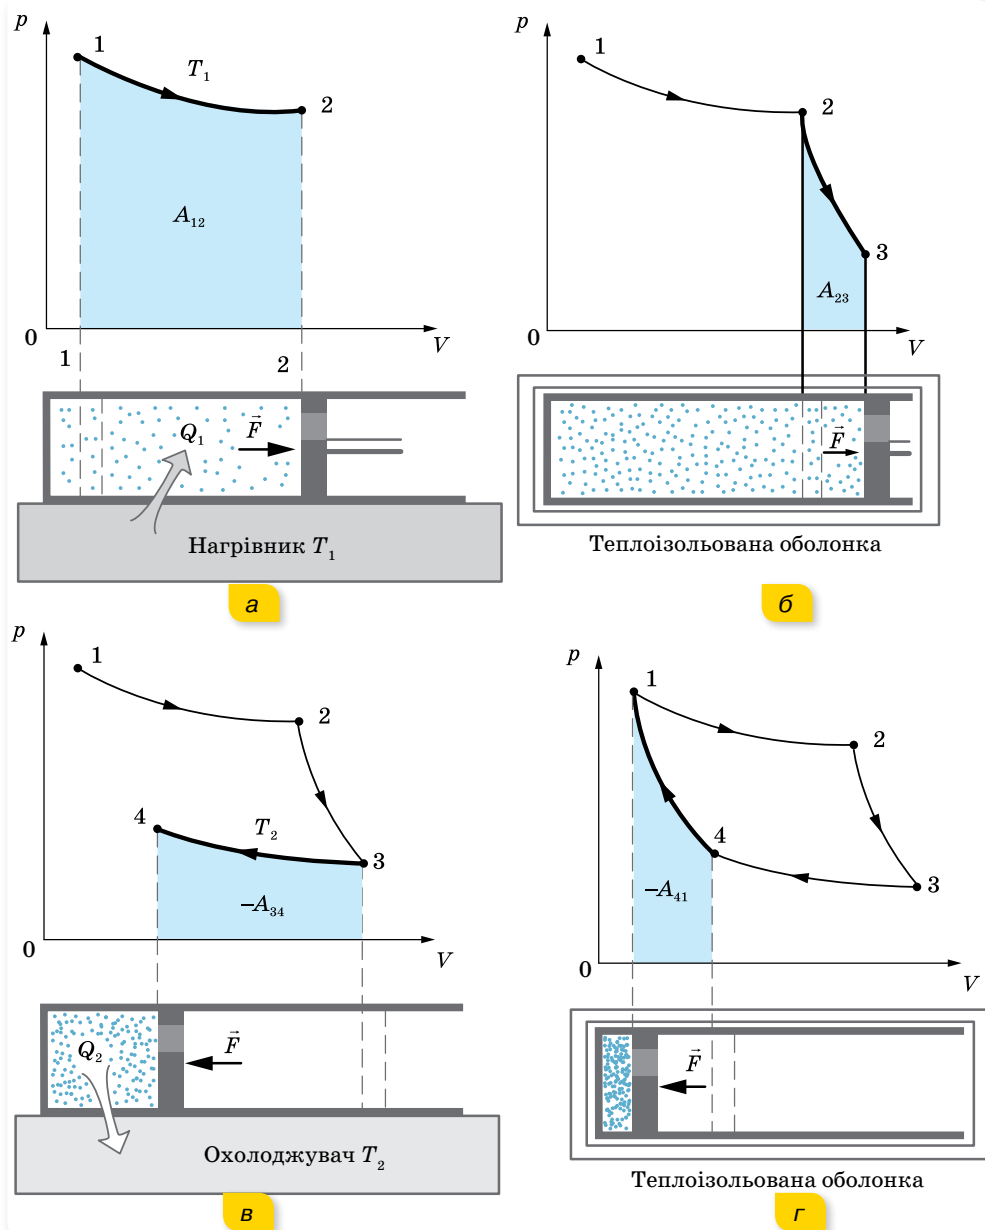 p
1
T₁
2
A₁₂
0
V
1
2
Q₁
F⃗
Нагрівник T₁
а
p
1
2
3
A₂₃
0
V
F⃗
Теплоізольована оболонка
б
p
1
2
4
T₂
3
–A₃₄
0
V
Q₂
F⃗
Охолоджувач T₂
в
p
1
2
4
3
–A₄₁
0
V
F⃗
Теплоізольована оболонка
г